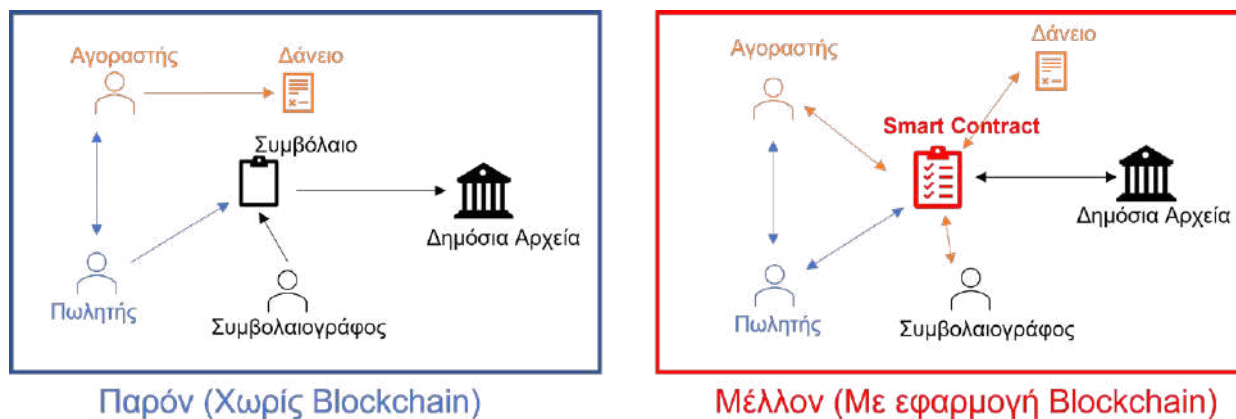 Αγοραστής
Δάνειο
Συμβόλαιο
Δημόσια Αρχεία
Πωλητής
Συμβολαιογράφος
Παρόν (Χωρίς Blockchain)
Αγοραστής
Δάνειο
Smart Contract
Δημόσια Αρχεία
Πωλητής
Συμβολαιογράφος
Μέλλον (Με εφαρμογή Blockchain)